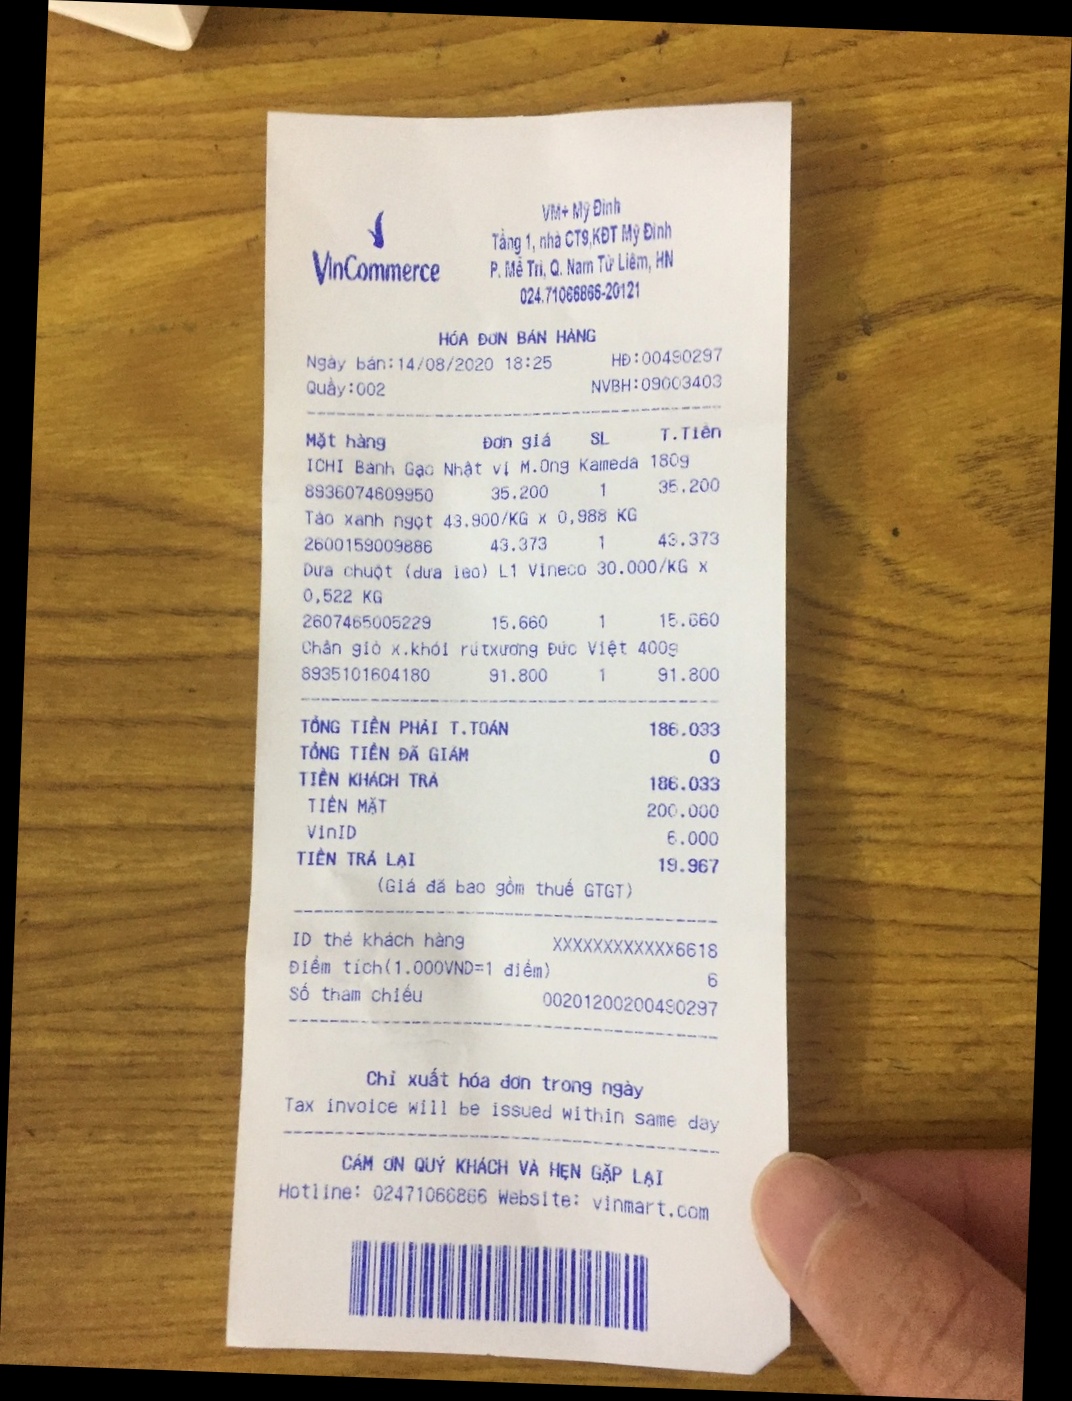 VinCommerce
VM+ Mỹ Đình
Tầng 1, nhà CT9,KĐT Mỹ Đình
P. Mễ Trì, Q. Nam Từ Liêm, HN
024.71066866-20121
HÓA ĐƠN BÁN HÀNG
Ngày bán:14/08/2020 18:25 HĐ:00490297
Quầy:002 NVBH:09003403
Mặt hàng Đơn giá SL T.Tiền
ICHI Bánh Gạo Nhật vị M.Ong Kameda 180g
8936074609950 35.200 1 35.200
Táo xanh ngọt 43.900/KG x 0,988 KG
2600159009886 43.373 1 43.373
Dưa chuột (dưa leo) L1 Vineco 30.000/KG x
0,522 KG
2607465005229 15.660 1 15.660
Chân giò x.khói rútxương Đức Việt 400g
8935101604180 91.800 1 91.800
TỔNG TIỀN PHẢI T.TOÁN 186.033
TỔNG TIỀN ĐÃ GIẢM 0
TIỀN KHÁCH TRẢ 186.033
TIỀN MẶT 200.000
VinID 6.000
TIỀN TRẢ LẠI 19.967
(Giá đã bao gồm thuế GTGT)
ID thẻ khách hàng XXXXXXXXXXXX6618
Điểm tích(1.000VND=1 điểm) 6
Số tham chiếu 00201200200490297
Chỉ xuất hóa đơn trong ngày
Tax invoice will be issued within same day
CẢM ƠN QUÝ KHÁCH VÀ HẸN GẶP LẠI
Hotline: 02471066866 Website: vinmart.com